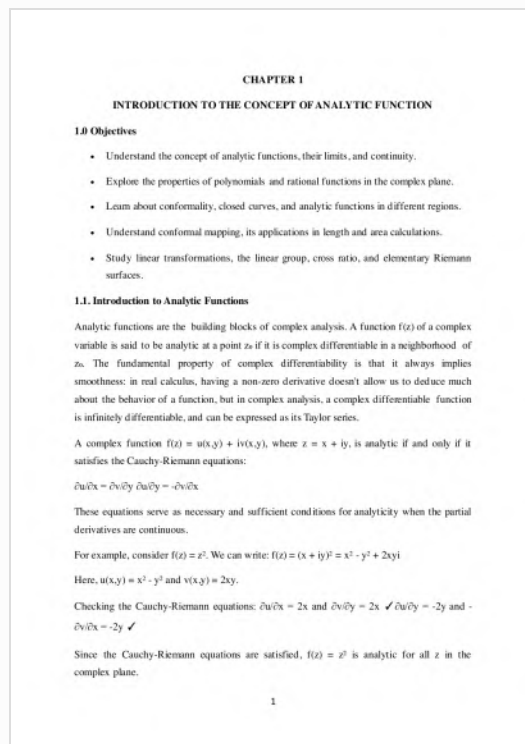 CHAPTER 1
INTRODUCTION TO THE CONCEPT OF ANALYTIC FUNCTION
1.0 Objectives
• Understand the concept of analytic functions, their limits, and continuity.
• Explore the properties of polynomials and rational functions in the complex plane.
• Learn about conformality, closed curves, and analytic functions in different regions.
• Understand conformal mapping, its applications in length and area calculations.
• Study linear transformations, the linear group, cross ratio, and elementary Riemann
surfaces.
1.1. Introduction to Analytic Functions
Analytic functions are the building blocks of complex analysis. A function f(z) of a complex
variable is said to be analytic at a point z₀ if it is complex differentiable in a neighborhood of
z₀. The fundamental property of complex differentiability is that it always implies
smoothness: in real calculus, having a non-zero derivative doesn't allow us to deduce much
about the behavior of a function, but in complex analysis, a complex differentiable function
is infinitely differentiable, and can be expressed as its Taylor series.
A complex function f(z) = u(x,y) + iv(x,y), where z = x + iy, is analytic if and only if it
satisfies the Cauchy-Riemann equations:
∂u/∂x = ∂v/∂y ∂u/∂y = -∂v/∂x
These equations serve as necessary and sufficient conditions for analyticity when the partial
derivatives are continuous.
For example, consider f(z) = z². We can write: f(z) = (x + iy)² = x² - y² + 2xyi
Here, u(x,y) = x² - y² and v(x,y) = 2xy.
Checking the Cauchy-Riemann equations: ∂u/∂x = 2x and ∂v/∂y = 2x ✓ ∂u/∂y = -2y and -
∂v/∂x = -2y ✓
Since the Cauchy-Riemann equations are satisfied, f(z) = z² is analytic for all z in the
complex plane.
1